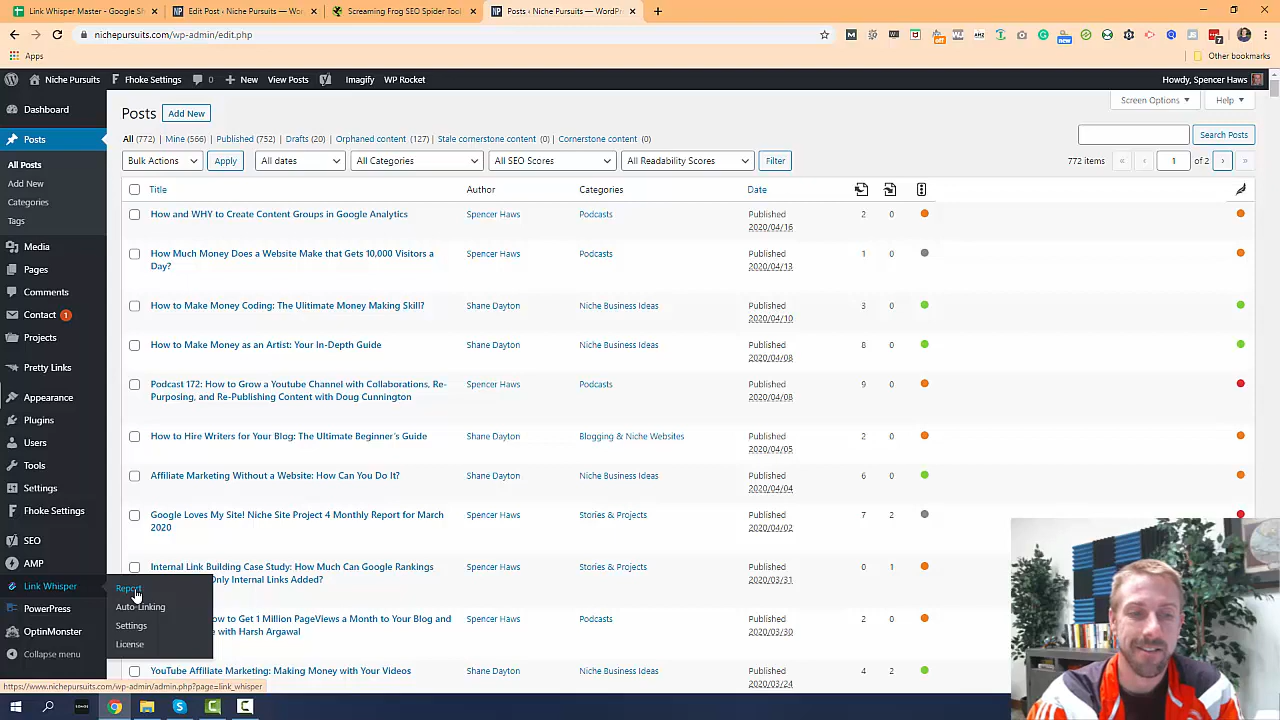 Link Whisper Master - Google Sh
Edit Post ‹ Niche Pursuits — Wo
Screaming Frog SEO Spider Tool
Posts ‹ Niche Pursuits — WordPr
nichepursuits.com/wp-admin/edit.php
Apps
Other bookmarks
Niche Pursuits
Fhoke Settings
0
New
View Posts
Imagify
WP Rocket
Howdy, Spencer Haws
Dashboard
Posts
All Posts
Add New
Categories
Tags
Media
Pages
Comments
Contact 1
Projects
Pretty Links
Appearance
Plugins
Users
Tools
Settings
Fhoke Settings
SEO
AMP
Link Whisper
PowerPress
OptinMonster
Collapse menu
Report
Auto-Linking
Settings
License
Screen Options
Help
Posts
Add New
All (772) | Mine (566) | Published (752) | Drafts (20) | Orphaned content (127) | Stale cornerstone content (0) | Cornerstone content (0)
Search Posts
Bulk Actions
Apply
All dates
All Categories
All SEO Scores
All Readability Scores
Filter
772 items « ‹ 1 of 2 › »
Title Author Categories Date
How and WHY to Create Content Groups in Google Analytics Spencer Haws Podcasts Published 2 0
2020/04/16
How Much Money Does a Website Make that Gets 10,000 Visitors a Spencer Haws Podcasts Published 1 0
Day? 2020/04/13
How to Make Money Coding: The Ulitimate Money Making Skill? Shane Dayton Niche Business Ideas Published 3 0
2020/04/10
How to Make Money as an Artist: Your In-Depth Guide Shane Dayton Niche Business Ideas Published 8 0
2020/04/08
Podcast 172: How to Grow a Youtube Channel with Collaborations, Re- Spencer Haws Podcasts Published 9 0
Purposing, and Re-Publishing Content with Doug Cunnington 2020/04/08
How to Hire Writers for Your Blog: The Ultimate Beginner's Guide Shane Dayton Blogging & Niche Websites Published 2 0
2020/04/05
Affiliate Marketing Without a Website: How Can You Do It? Shane Dayton Niche Business Ideas Published 6 0
2020/04/04
Google Loves My Site! Niche Site Project 4 Monthly Report for March Spencer Haws Stories & Projects Published 7 2
2020 2020/04/02
Internal Link Building Case Study: How Much Can Google Rankings Spencer Haws Stories & Projects Published 0 1
Only Internal Links Added? 2020/03/31
ow to Get 1 Million PageViews a Month to Your Blog and Spencer Haws Podcasts Published 2 0
e with Harsh Agrawal 2020/03/30
YouTube Affiliate Marketing: Making Money with Your Videos Shane Dayton Niche Business Ideas Published 4 2
2020/03/24
https://www.nichepursuits.com/wp-admin/admin.php?page=link_whisper